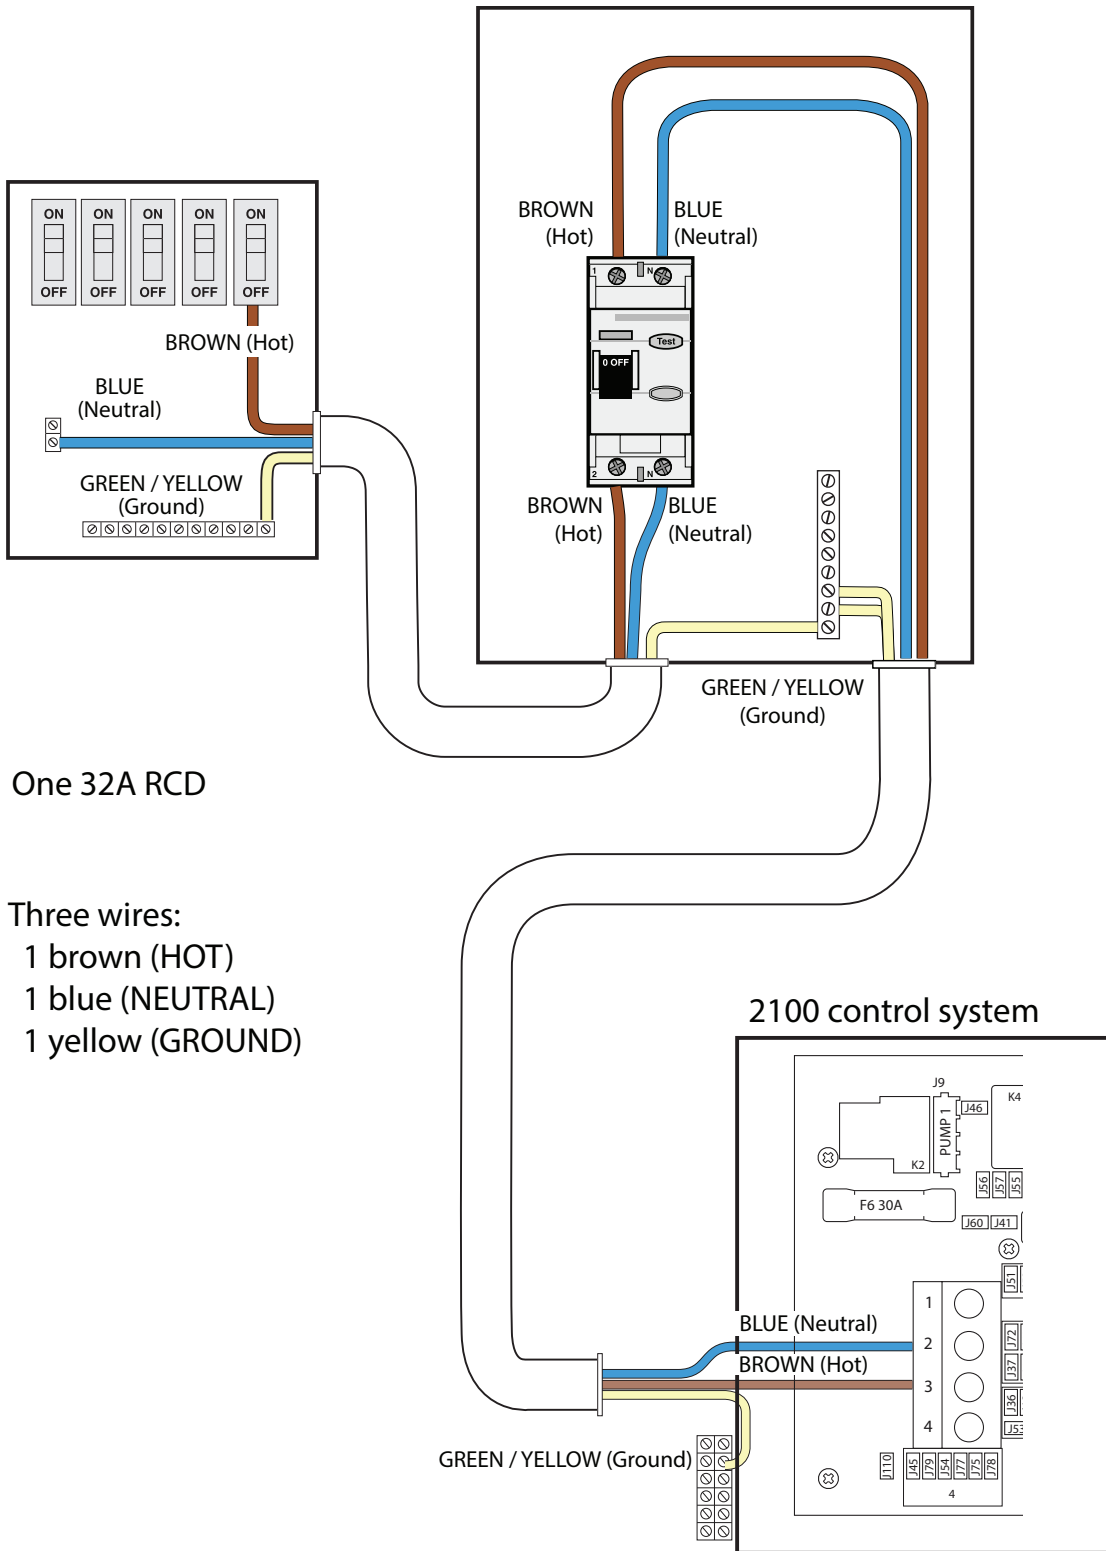 ON ON ON ON ON
OFF OFF OFF OFF OFF
BROWN (Hot)
BLUE
(Neutral)
GREEN / YELLOW
(Ground)
BROWN
(Hot)
BLUE
(Neutral)
1 N
Test
0 OFF
2 N
BROWN
(Hot)
BLUE
(Neutral)
GREEN / YELLOW
(Ground)
One 32A RCD
Three wires:
1 brown (HOT)
1 blue (NEUTRAL)
1 yellow (GROUND)
2100 control system
J9
PUMP 1
J46
K4
K2
J56
J57
J55
F6 30A
J60
J41
J51
1
BLUE (Neutral)
2
J72
BROWN (Hot)
J37
3
J36
4
J53
GREEN / YELLOW (Ground)
J110
J45
J79
J54
J77
J75
J78
4